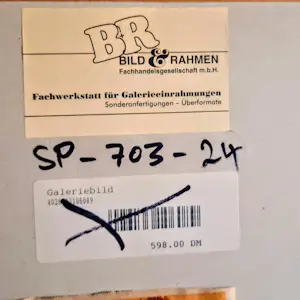 BR
BILD & RAHMEN
Fachhandelsgesellschaft m.b.H.
Fachwerkstatt für Galerieeinrahmungen
Sonderanfertigungen – Überformate
SP-703-24
Galeriebild
598.00 DM